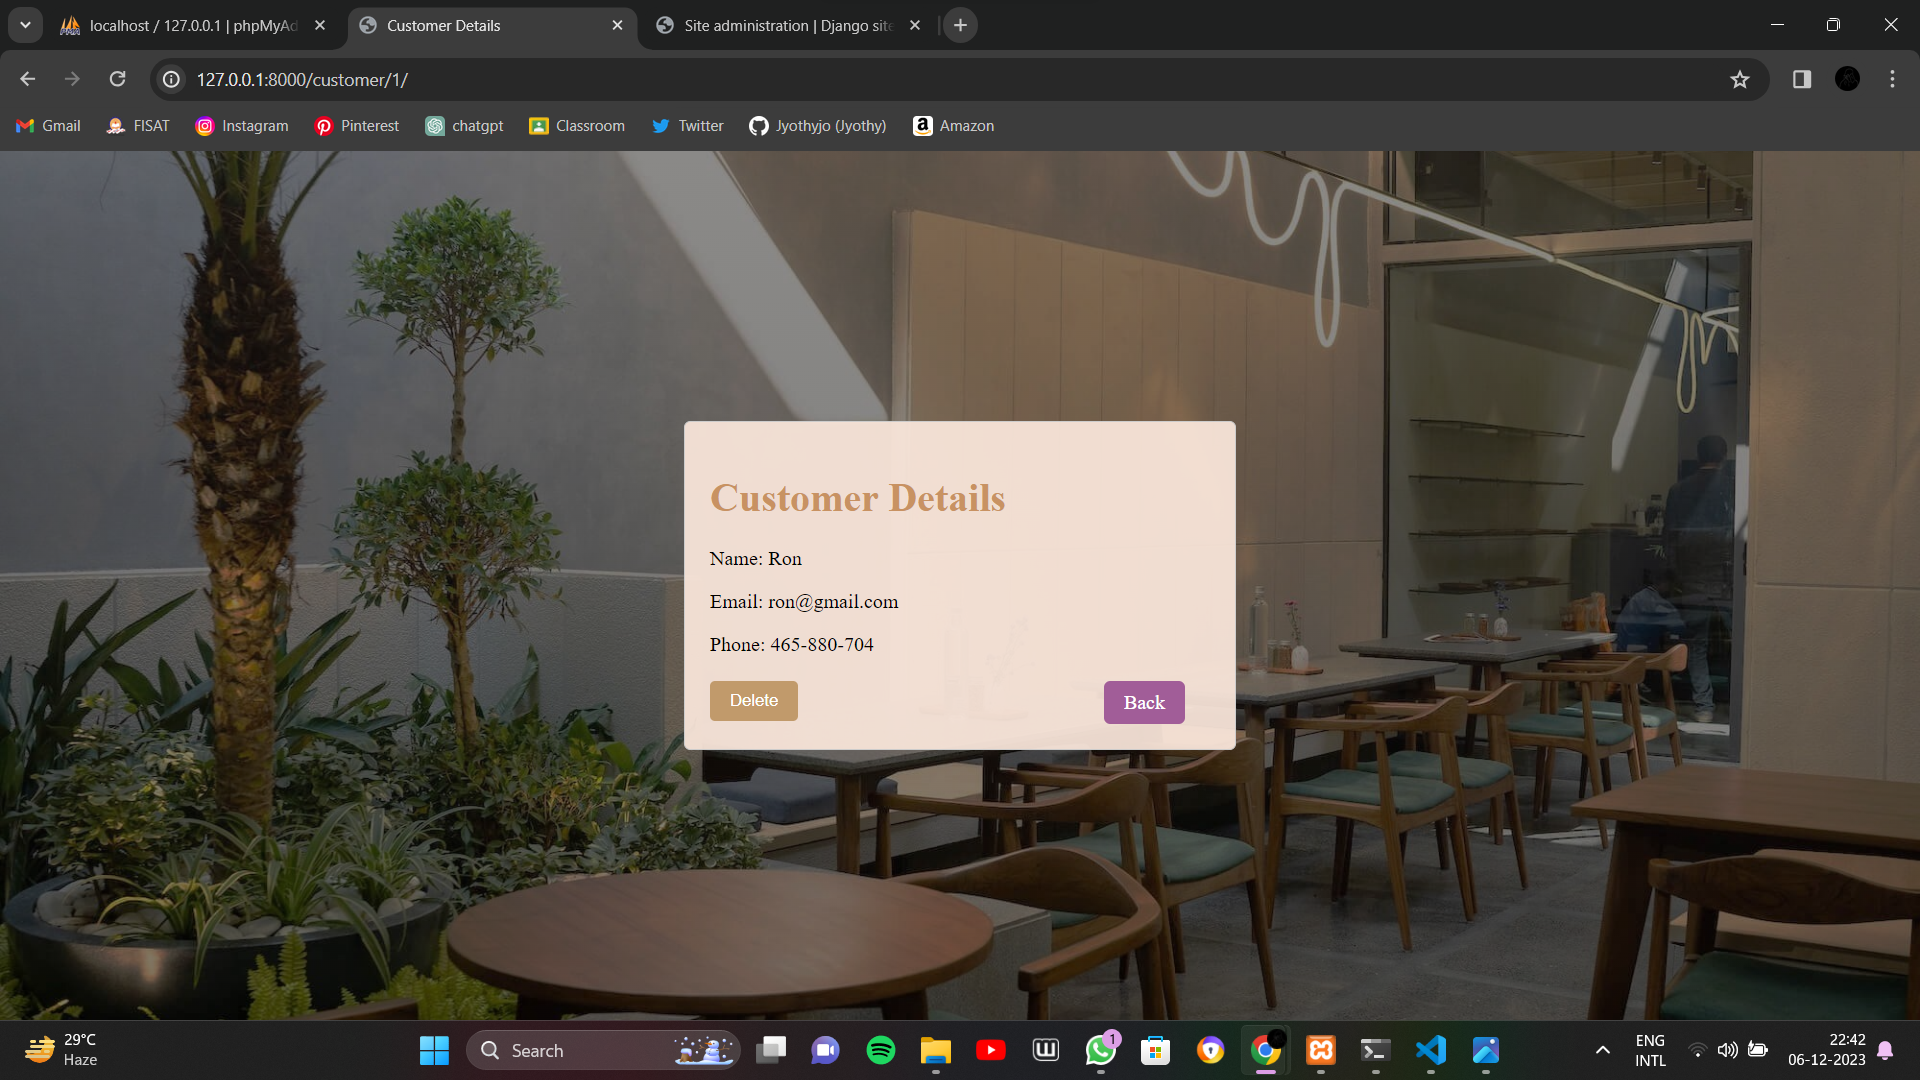 localhost / 127.0.0.1 | phpMyAd
Customer Details
Site administration | Django site
127.0.0.1:8000/customer/1/
Gmail
FISAT
Instagram
Pinterest
chatgpt
Classroom
Twitter
Jyothyjo (Jyothy)
Amazon
Customer Details
Name: Ron
Email: ron@gmail.com
Phone: 465-880-704
Delete
Back
29°C
Haze
Search
1
ENG
INTL
22:42
06-12-2023